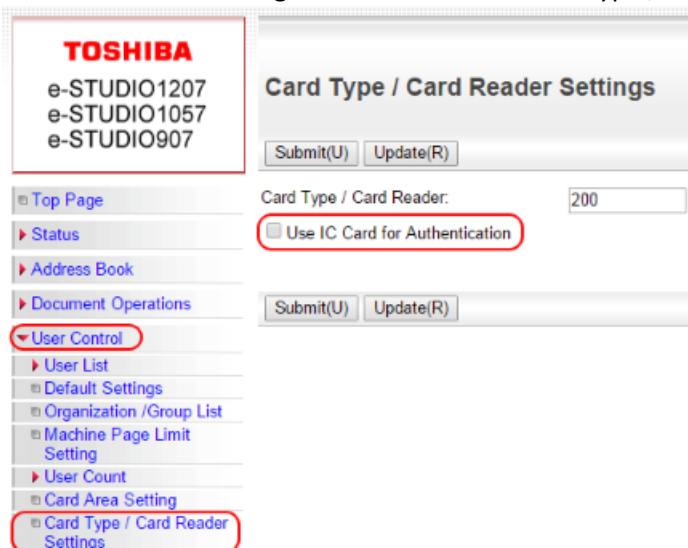 TOSHIBA
e-STUDIO1207
e-STUDIO1057
e-STUDIO907
Card Type / Card Reader Settings
Submit(U) Update(R)
Top Page
Status
Address Book
Document Operations
User Control
User List
Default Settings
Organization /Group List
Machine Page Limit
Setting
User Count
Card Area Setting
Card Type / Card Reader
Settings
Card Type / Card Reader: 200
Use IC Card for Authentication
Submit(U) Update(R)